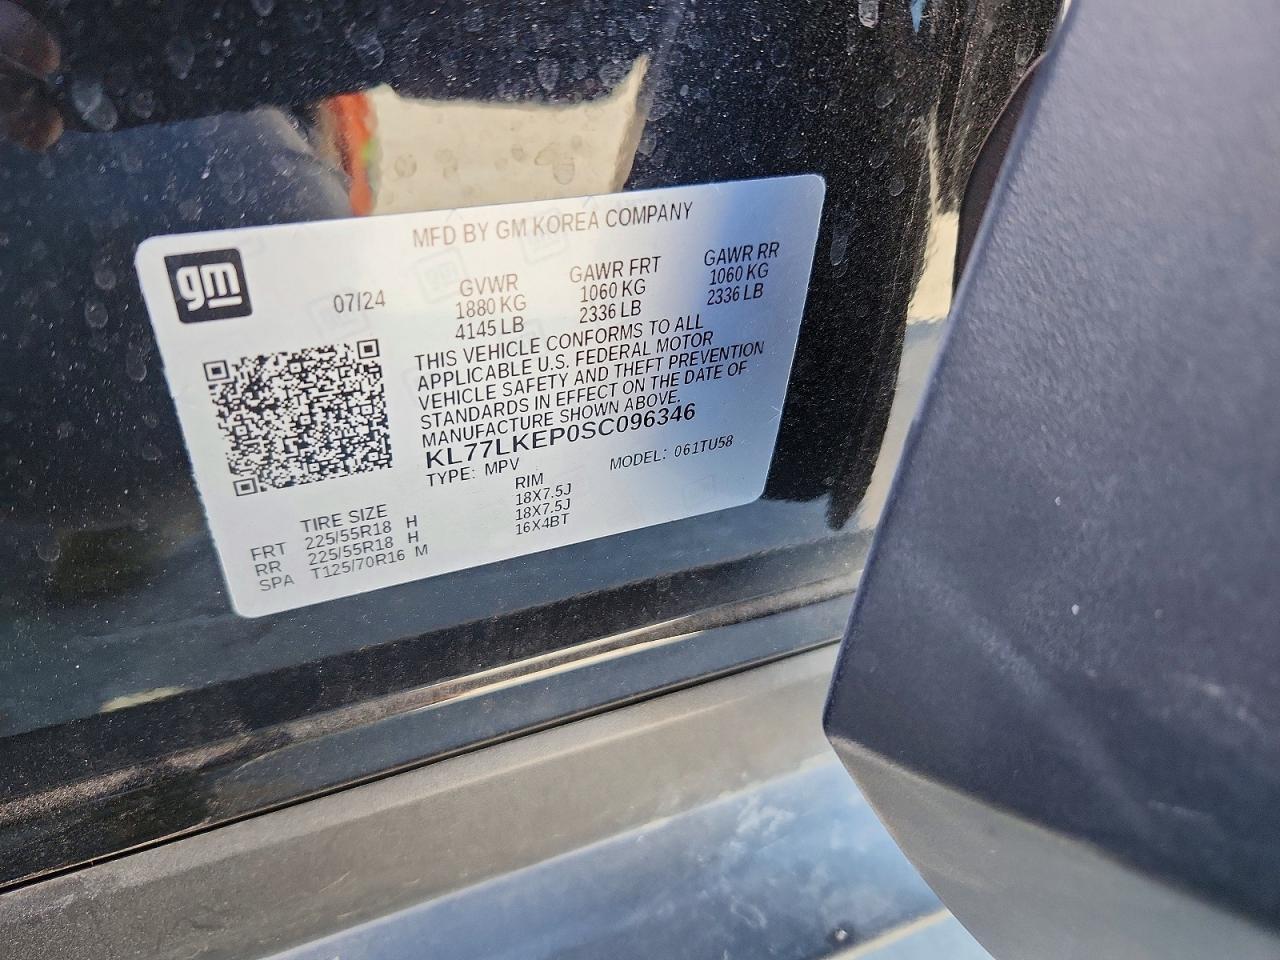 MFD BY GM KOREA COMPANY
gm
07/24
GVWR GAWR FRT GAWR RR
1880 KG 1060 KG 1060 KG
4145 LB 2336 LB 2336 LB
THIS VEHICLE CONFORMS TO ALL
APPLICABLE U.S. FEDERAL MOTOR
VEHICLE SAFETY AND THEFT PREVENTION
STANDARDS IN EFFECT ON THE DATE OF
MANUFACTURE SHOWN ABOVE.
KL77LKEP0SC096346
TYPE: MPV MODEL: 061TU58
TIRE SIZE RIM
FRT 225/55R18 H 18X7.5J
RR 225/55R18 H 18X7.5J
SPA T125/70R16 M 16X4BT